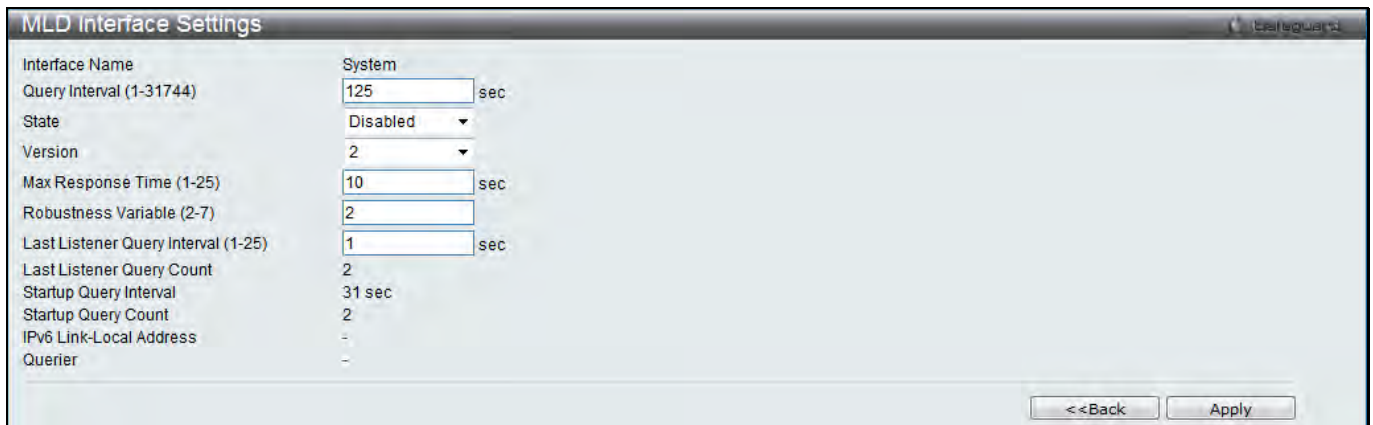 MLD Interface Settings
Safeguard
Interface Name System
Query Interval (1-31744) 125 sec
State Disabled
Version 2
Max Response Time (1-25) 10 sec
Robustness Variable (2-7) 2
Last Listener Query Interval (1-25) 1 sec
Last Listener Query Count 2
Startup Query Interval 31 sec
Startup Query Count 2
IPv6 Link-Local Address -
Querier -
<<Back Apply